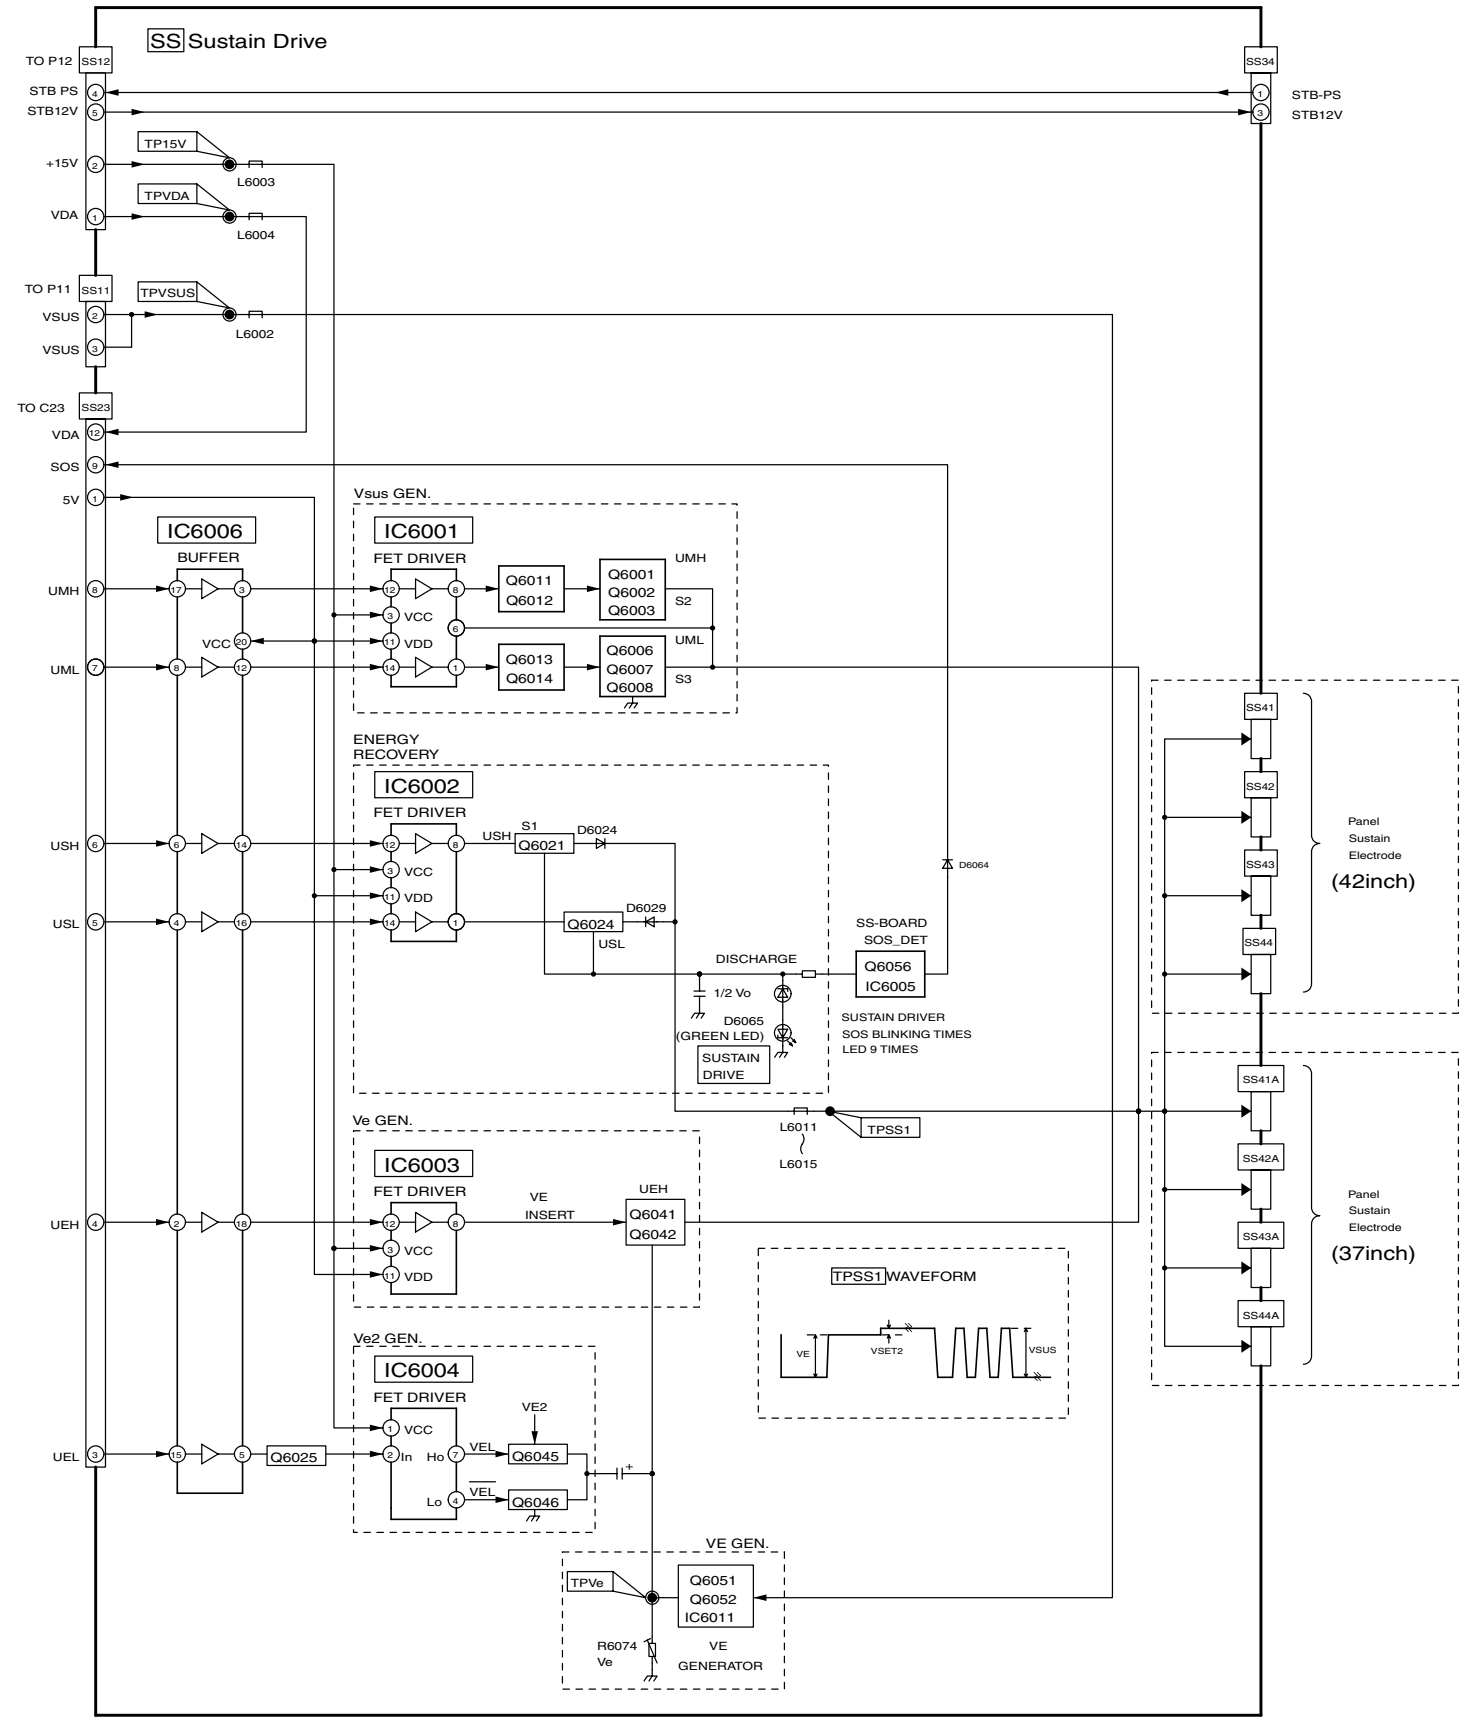 SS Sustain Drive
TO P12 SS12
SS34
STB PS 4
1 STB-PS
STB12V 5
3 STB12V
TP15V
+15V 2
L6003
TPVDA
VDA 1
L6004
TO P11 SS11
TPVSUS
VSUS 2
L6002
VSUS 3
TO C23 SS23
VDA 12
SOS 9
5V 1
Vsus GEN.
IC6006
BUFFER
IC6001
FET DRIVER
UMH
UMH 8
17 3
12 8
Q6011
Q6012
Q6001
Q6002
Q6003
S2
3 VCC
6
VCC 20
11 VDD
UML
UML 7
8 12
14 1
Q6013
Q6014
Q6006
Q6007
Q6008
S3
SS41
SS42
SS43
SS44
Panel
Sustain
Electrode
(42inch)
ENERGY
RECOVERY
IC6002
FET DRIVER
USH 6
6 14
12 8
USH
S1
Q6021
D6024
3 VCC
11 VDD
D6064
USL 5
4 16
14 1
Q6024
D6029
USL
SS-BOARD
SOS_DET
Q6056
IC6005
DISCHARGE
1/2 Vo
D6065
(GREEN LED)
SUSTAIN
DRIVE
SUSTAIN DRIVER
SOS BLINKING TIMES
LED 9 TIMES
L6011
L6015
TPSS1
SS41A
SS42A
SS43A
SS44A
Panel
Sustain
Electrode
(37inch)
Ve GEN.
IC6003
FET DRIVER
UEH 4
2 18
12 8
VE
INSERT
UEH
Q6041
Q6042
3 VCC
11 VDD
TPSS1 WAVEFORM
VE
VSET2
VSUS
Ve2 GEN.
IC6004
FET DRIVER
1 VCC
VE2
UEL 3
15 5
Q6025
2 In
Ho 7
VEL
Q6045
+
Lo 4
VEL
Q6046
VE GEN.
TPVe
Q6051
Q6052
IC6011
R6074
Ve
VE
GENERATOR